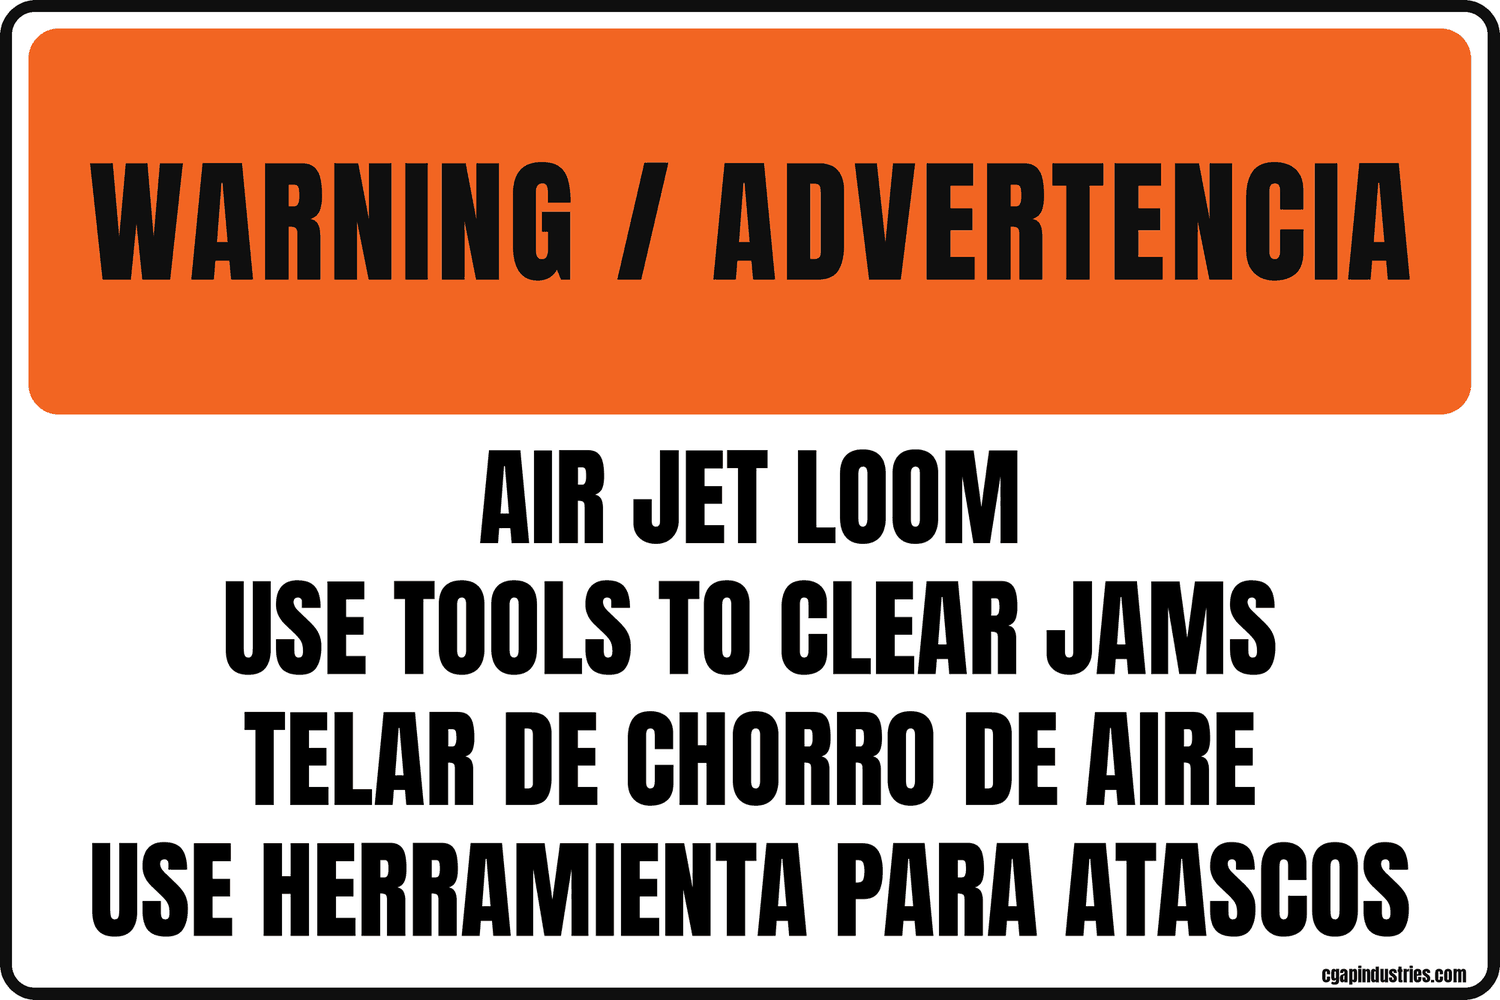 WARNING / ADVERTENCIA
AIR JET LOOM
USE TOOLS TO CLEAR JAMS
TELAR DE CHORRO DE AIRE
USE HERRAMIENTA PARA ATASCOS
cgapindustries.com